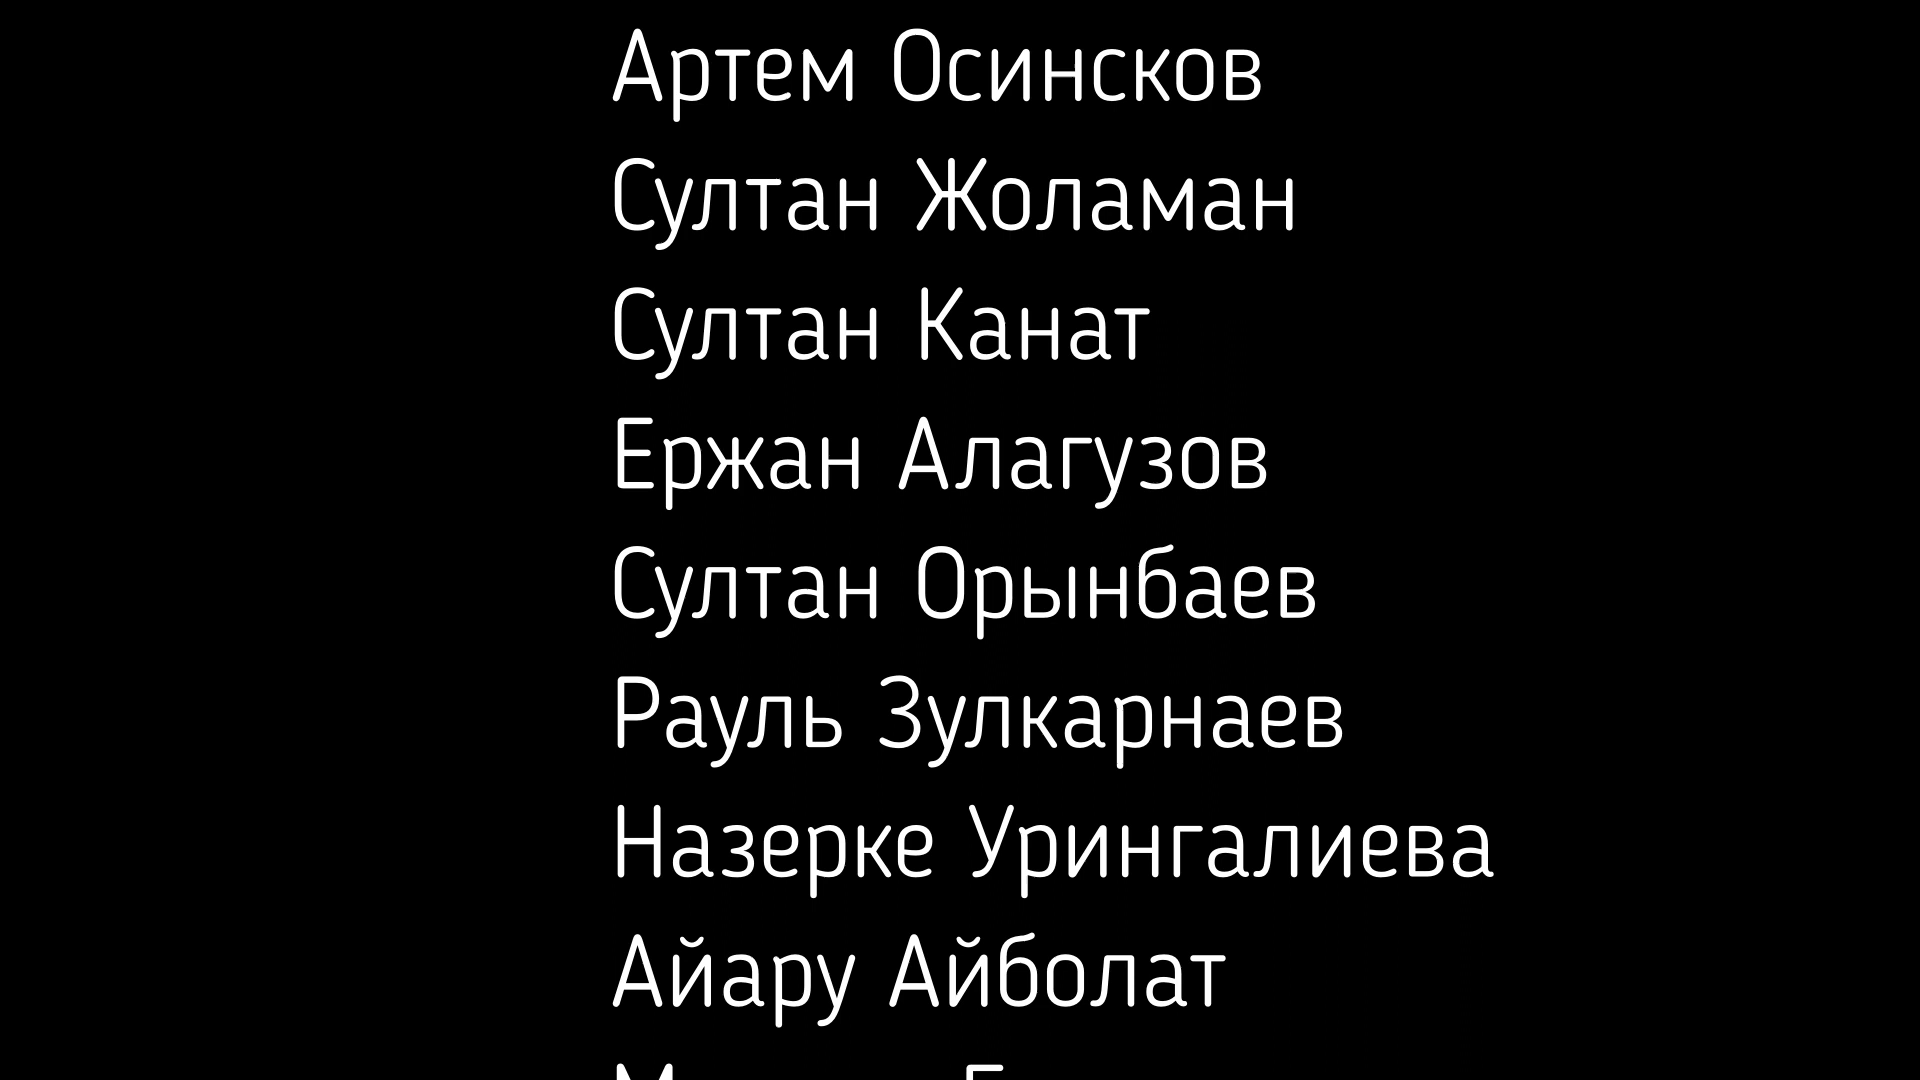 Артем Осинсков
Султан Жоламан
Султан Канат
Ержан Алагузов
Султан Орынбаев
Рауль Зулкарнаев
Назерке Урингалиева
Айару Айболат